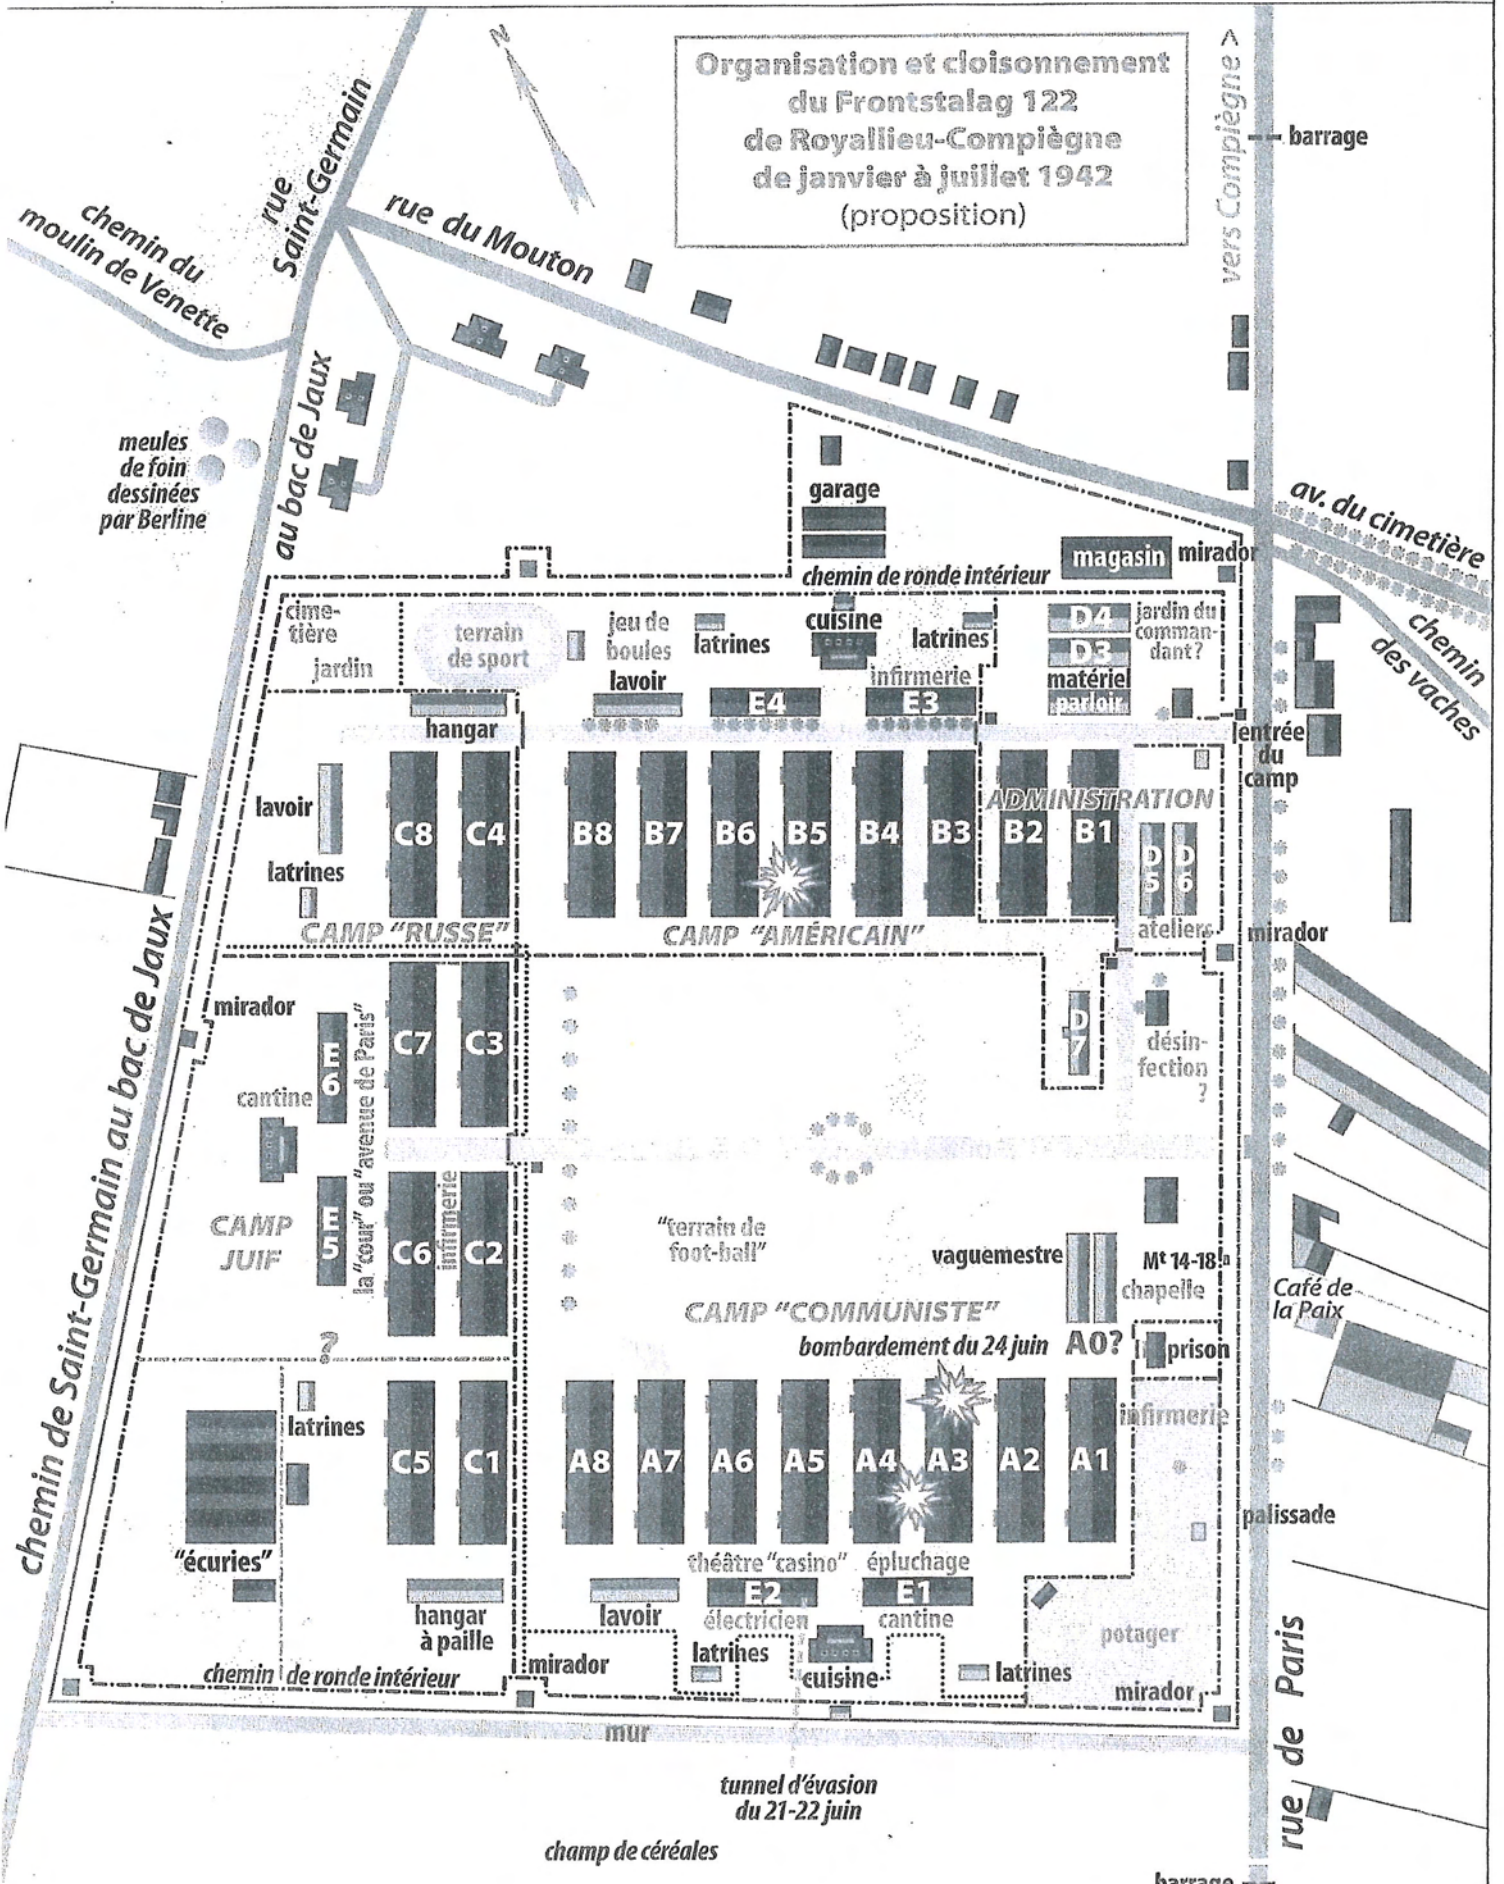 N
Organisation et cloisonnement
du Frontstalag 122
de Royallieu-Compiègne
de janvier à juillet 1942
(proposition)
vers Compiègne >
barrage
rue
Saint-Germain
chemin du
moulin de Venette
rue du Mouton
au bac de Jaux
meules
de foin
dessinées
par Berline
garage
av. du cimetière
magasin
mirador
chemin de ronde intérieur
chemin
des vaches
cime-
tière
jardin
terrain
de sport
jeu de
boules
latrines
cuisine
latrines
D4
D3
jardin du
comman-
dant?
matériel
parloir
lavoir
infirmerie
E4
E3
hangar
entrée
du
camp
lavoir
latrines
C8
C4
B8
B7
B6
B5
B4
B3
B2
B1
ADMINISTRATION
D
5
D
6
ateliers
mirador
CAMP "RUSSE"
CAMP "AMÉRICAIN"
mirador
C7
C3
E
6
D
7
désin-
fection
?
cantine
la "cour" ou "avenue de Paris"
CAMP
JUIF
E
5
C6
infirmerie
C2
"terrain de
foot-ball"
vaguemestre
Mt 14-18
chapelle
Café de
la Paix
CAMP "COMMUNISTE"
bombardement du 24 juin
A0?
prison
?
infirmerie
latrines
C5
C1
A8
A7
A6
A5
A4
A3
A2
A1
palissade
"écuries"
théâtre "casino"
épluchage
E2
E1
électricien
cantine
hangar
à paille
lavoir
latrines
cuisine
latrines
potager
mirador
mirador
chemin de ronde intérieur
mur
chemin de Saint-Germain au bac de Jaux
rue de Paris
tunnel d'évasion
du 21-22 juin
champ de céréales
barrage